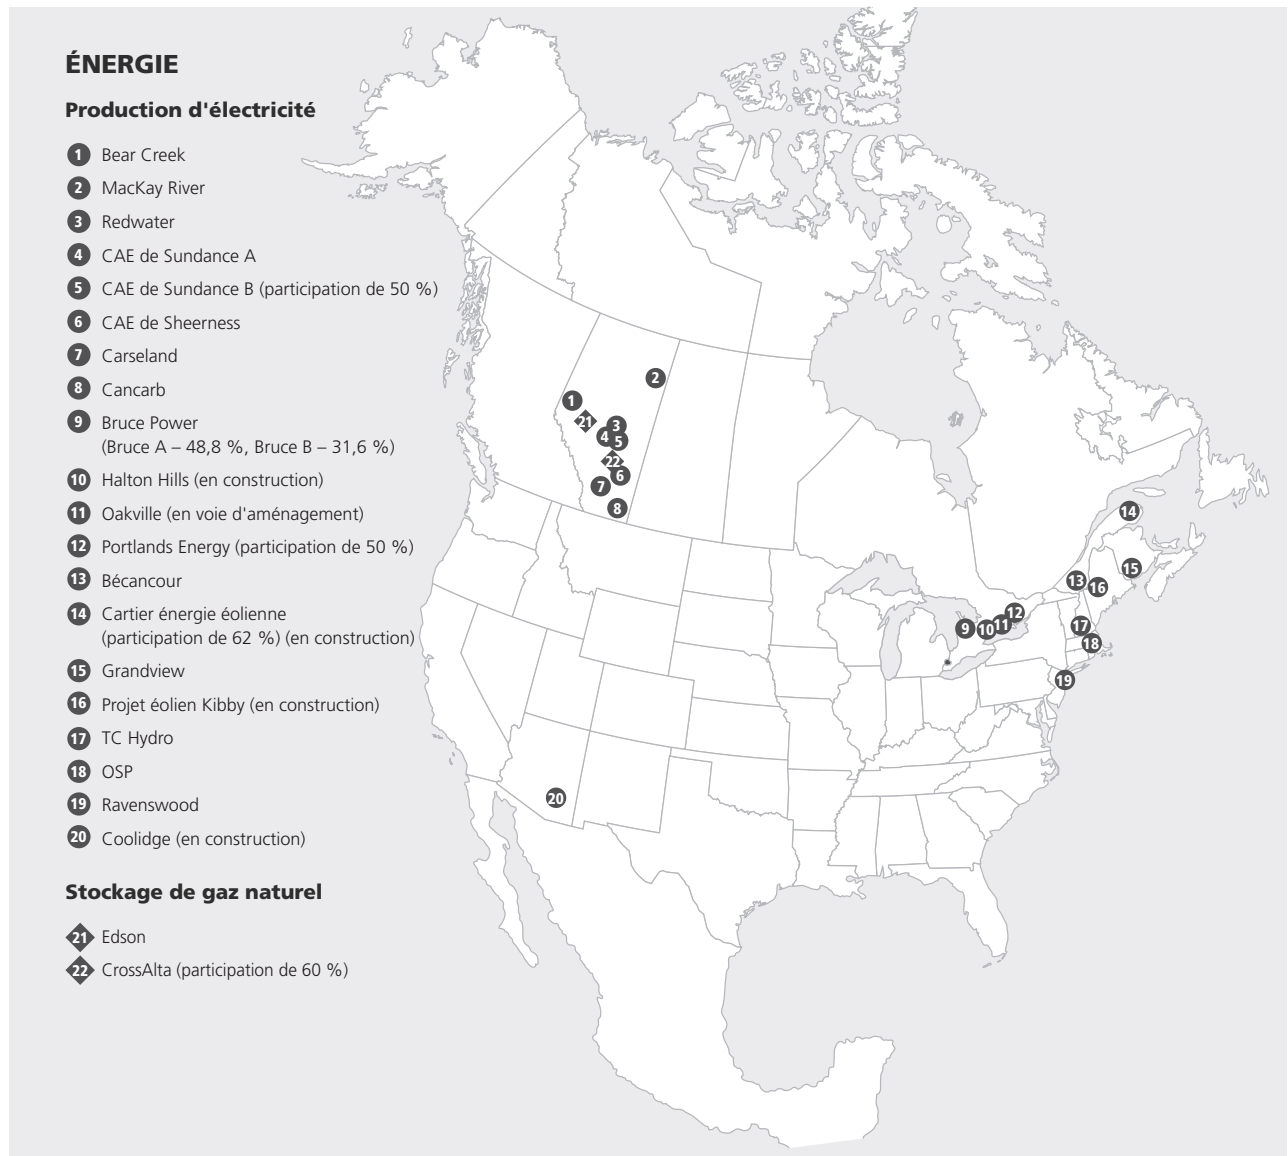 ÉNERGIE
Production d'électricité
1 Bear Creek
2 MacKay River
3 Redwater
4 CAE de Sundance A
5 CAE de Sundance B (participation de 50 %)
6 CAE de Sheerness
7 Carseland
8 Cancarb
9 Bruce Power
(Bruce A – 48,8 %, Bruce B – 31,6 %)
10 Halton Hills (en construction)
11 Oakville (en voie d'aménagement)
12 Portlands Energy (participation de 50 %)
13 Bécancour
14 Cartier énergie éolienne
(participation de 62 %) (en construction)
15 Grandview
16 Projet éolien Kibby (en construction)
17 TC Hydro
18 OSP
19 Ravenswood
20 Coolidge (en construction)
Stockage de gaz naturel
21 Edson
22 CrossAlta (participation de 60 %)
2
1
21
3
4
5
22
6
7
8
14
15
13
16
12
11
10
9
17
18
19
20